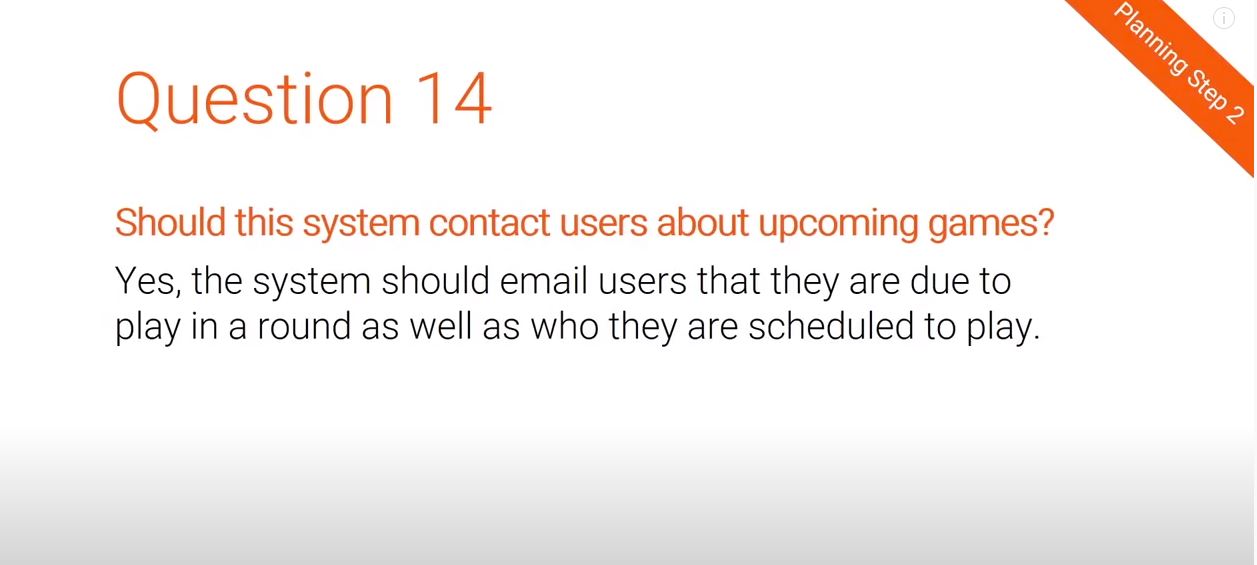 Planning Step 2
Question 14
Should this system contact users about upcoming games?
Yes, the system should email users that they are due to
play in a round as well as who they are scheduled to play.